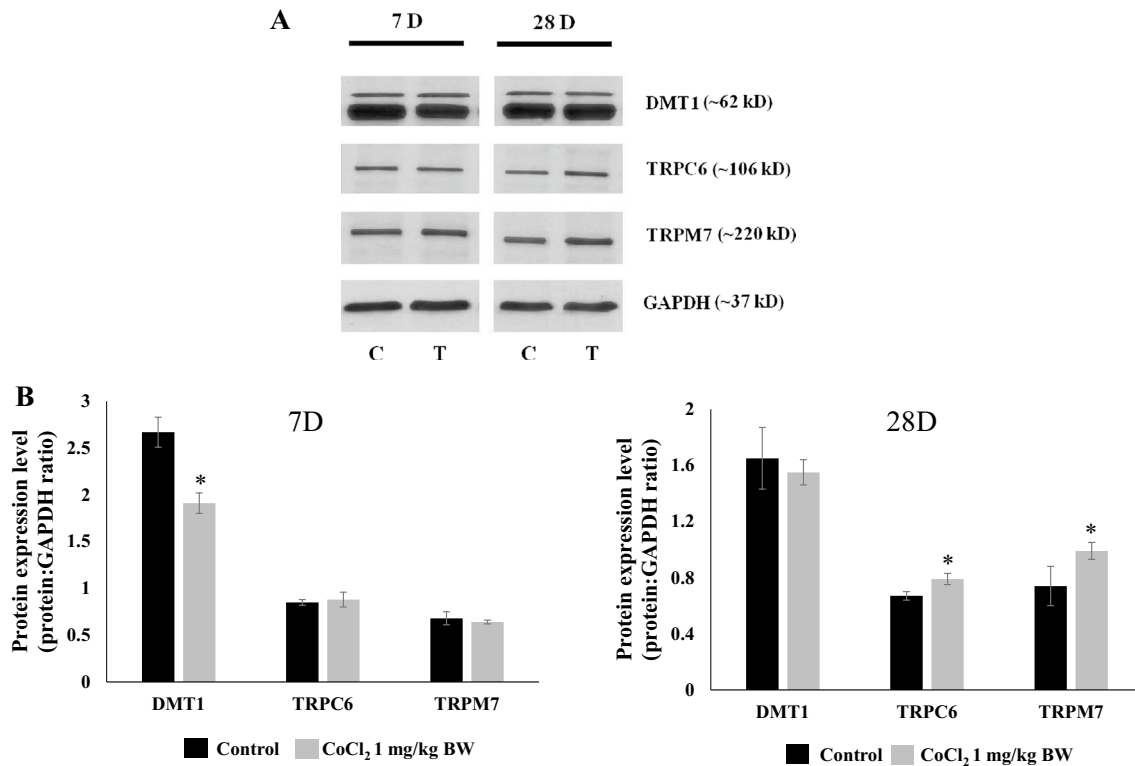 A
7 D
28 D
DMT1 (~62 kD)
TRPC6 (~106 kD)
TRPM7 (~220 kD)
GAPDH (~37 kD)
C T C T
B
7D
Protein expression level
(protein:GAPDH ratio)
3
2.5
2
1.5
1
0.5
0
*
DMT1 TRPC6 TRPM7
Control CoCl₂ 1 mg/kg BW
28D
Protein expression level
(protein:GAPDH ratio)
2
1.6
1.2
0.8
0.4
0
* *
DMT1 TRPC6 TRPM7
Control CoCl₂ 1 mg/kg BW